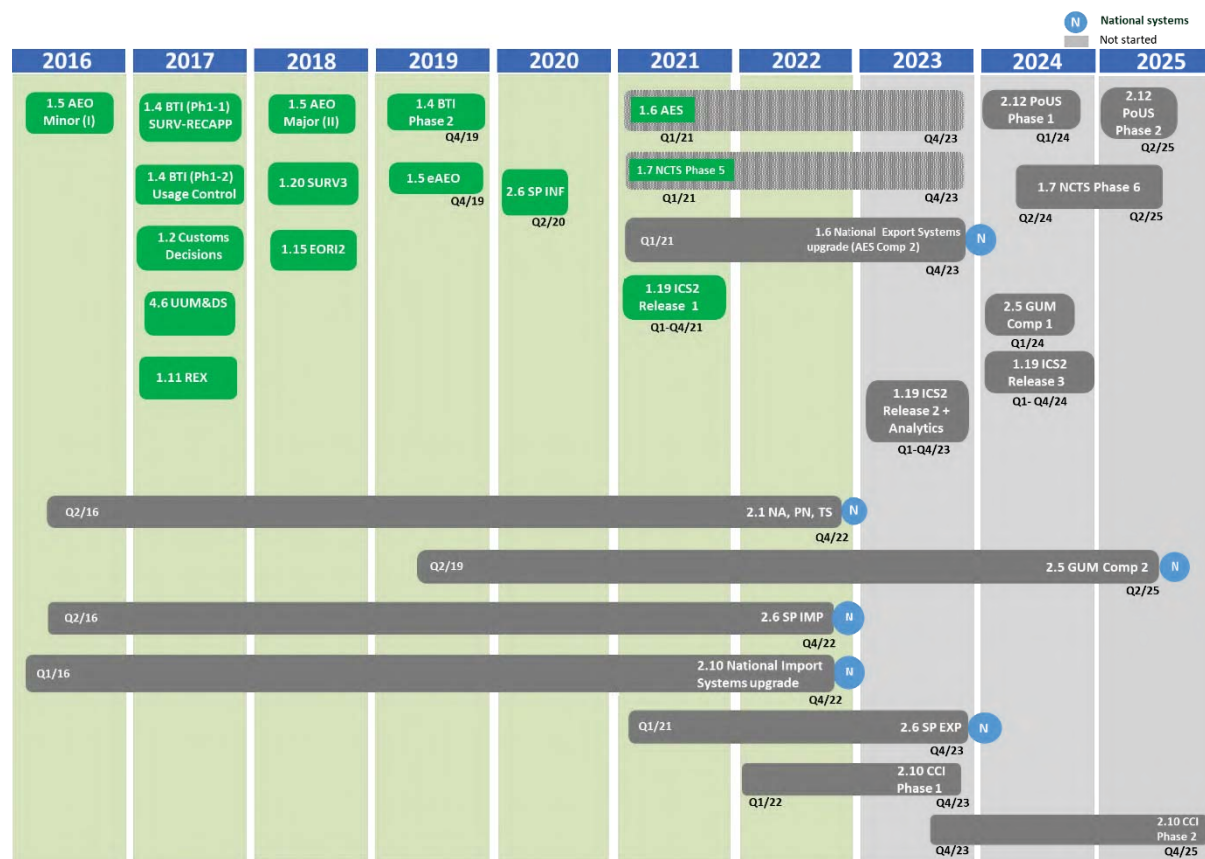 N National systems
Not started
2016 2017 2018 2019 2020 2021 2022 2023 2024 2025
1.5 AEO
Minor (I)
1.4 BTI (Ph1-1)
SURV-RECAPP
1.5 AEO
Major (II)
1.4 BTI
Phase 2
Q4/19
1.6 AES
Q1/21
Q4/23
2.12 PoUS
Phase 1
Q1/24
2.12
PoUS
Phase 2
Q2/25
1.4 BTI (Ph1-2)
Usage Control
1.20 SURV3
1.5 eAEO
Q4/19
2.6 SP INF
Q2/20
1.7 NCTS Phase 5
Q1/21
Q4/23
1.7 NCTS Phase 6
Q2/24
Q2/25
1.2 Customs
Decisions
1.15 EORI2
Q1/21
1.6 National Export Systems
upgrade (AES Comp 2)
N
Q4/23
4.6 UUM&DS
1.19 ICS2
Release 1
Q1-Q4/21
2.5 GUM
Comp 1
Q1/24
1.11 REX
1.19 ICS2
Release 3
Q1- Q4/24
1.19 ICS2
Release 2 +
Analytics
Q1-Q4/23
Q2/16
2.1 NA, PN, TS
N
Q4/22
Q2/19
2.5 GUM Comp 2
N
Q2/25
Q2/16
2.6 SP IMP
N
Q4/22
Q1/16
2.10 National Import
Systems upgrade
N
Q4/22
Q1/21
2.6 SP EXP
N
Q4/23
2.10 CCI
Phase 1
Q1/22
Q4/23
2.10 CCI
Phase 2
Q4/23
Q4/25